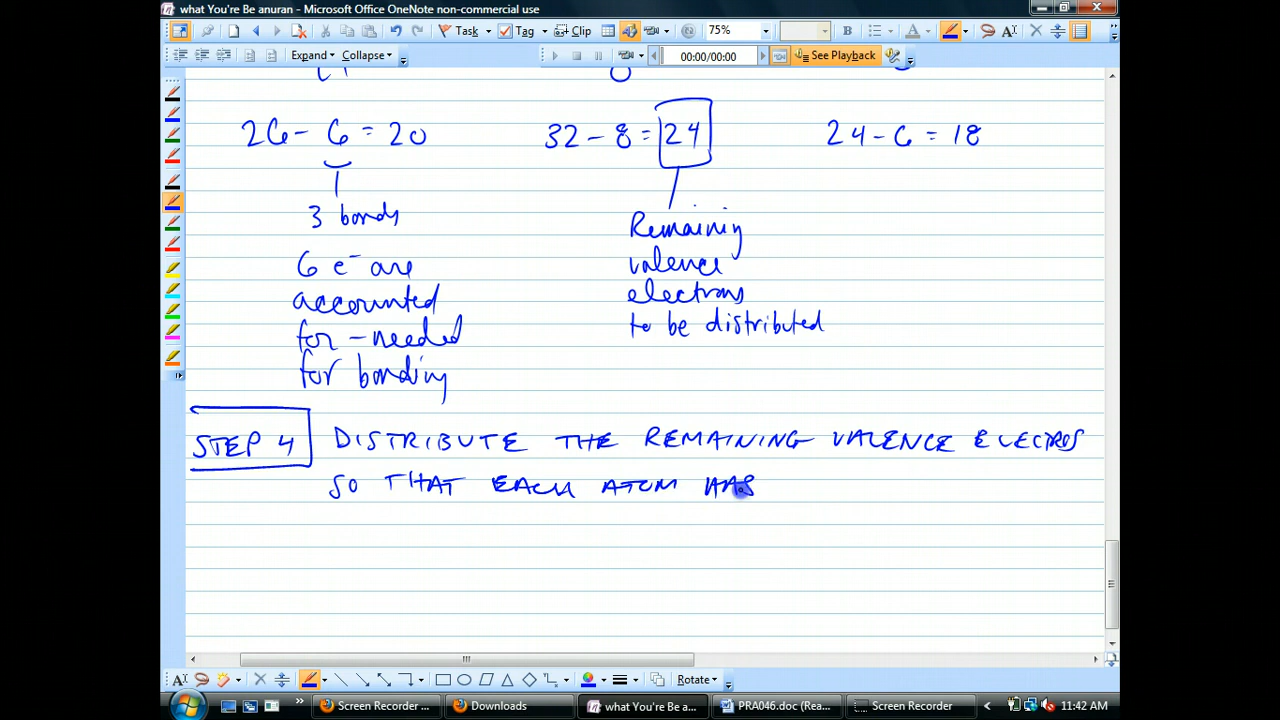 what You're Be anuran - Microsoft Office OneNote non-commercial use
Task Tag Clip 75%
Expand Collapse 00:00/00:00 See Playback
26 - 6 = 20 32 - 8 = 24 24 - 6 = 18
3 bonds
6 e⁻ are
accounted
for - needed
for bonding
Remaining
valence
electrons
to be distributed
STEP 4 DISTRIBUTE THE REMAINING VALENCE ELECTROS
SO THAT EACH ATOM HAS
Rotate
Screen Recorder ... Downloads what You're Be a... PRA046.doc (Rea... Screen Recorder 11:42 AM